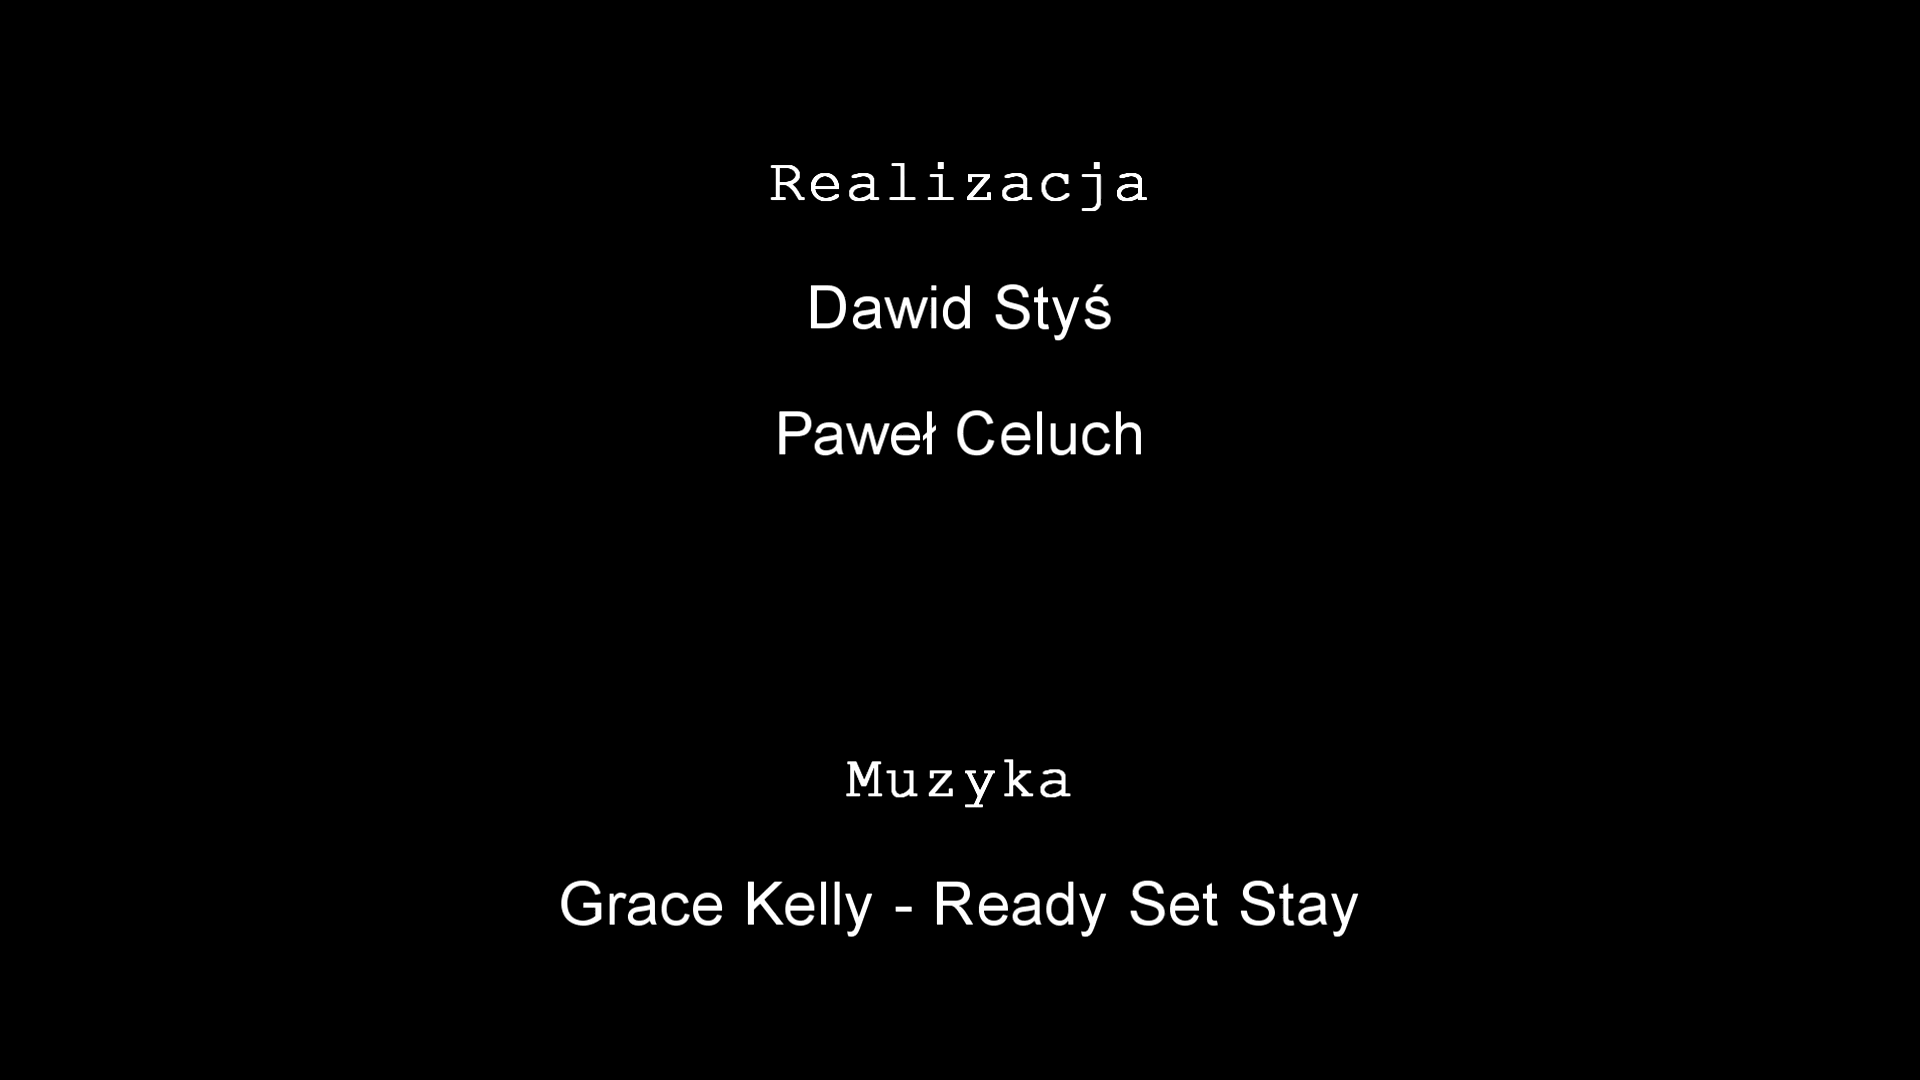 Realizacja
Dawid Styś
Paweł Celuch
Muzyka
Grace Kelly - Ready Set Stay